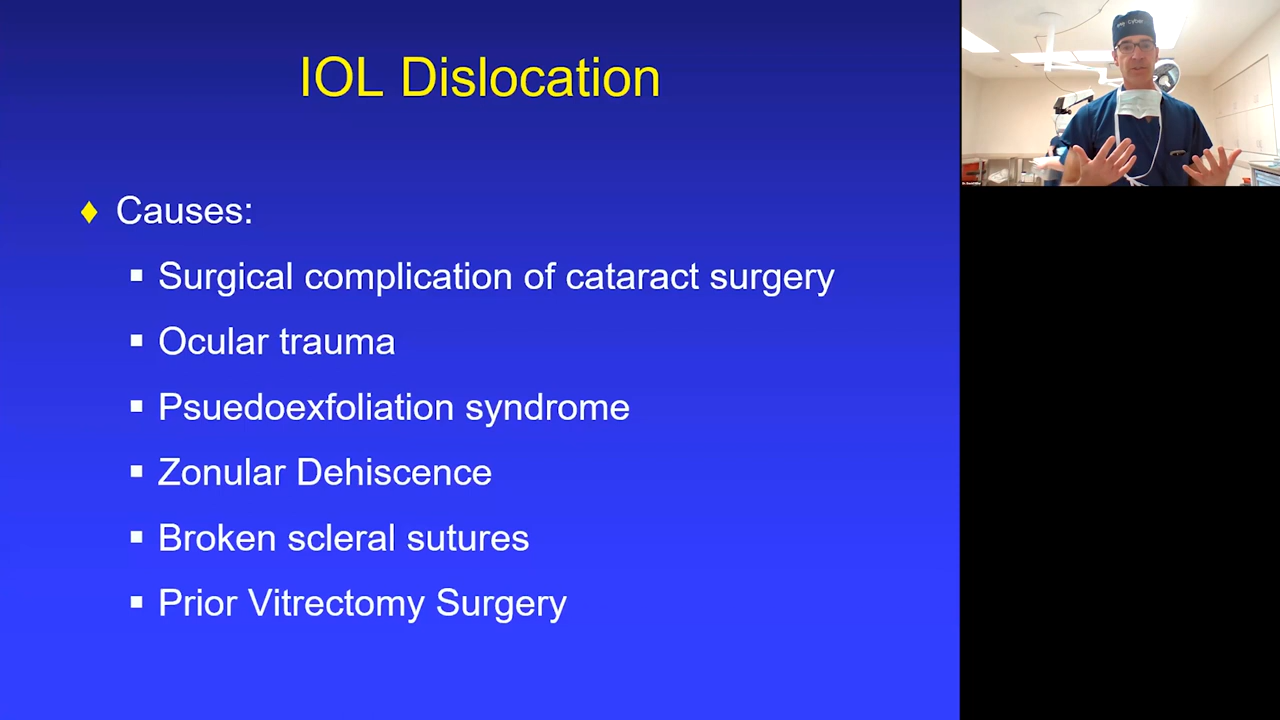 IOL Dislocation
Causes:
Surgical complication of cataract surgery
Ocular trauma
Psuedoexfoliation syndrome
Zonular Dehiscence
Broken scleral sutures
Prior Vitrectomy Surgery